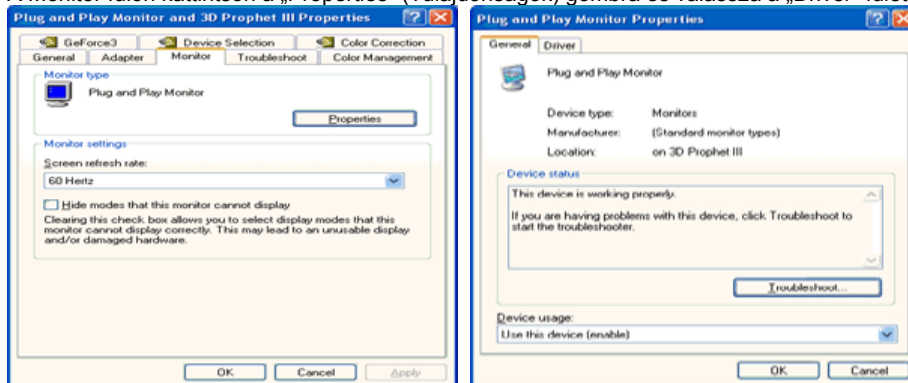 A Monitor fülön kattintson a „Properties" (Tulajdonságok) gombra és válassza a „Driver" fület
Plug and Play Monitor and 3D Prophet III Properties
GeForce3 Device Selection Color Correction
General Adapter Monitor Troubleshoot Color Management
Monitor type
Plug and Play Monitor
Properties
Monitor settings
Screen refresh rate:
60 Hertz
Hide modes that this monitor cannot display
Clearing this check box allows you to select display modes that this
monitor cannot display correctly. This may lead to an unusable display
and/or damaged hardware.
OK Cancel Apply
Plug and Play Monitor Properties
General Driver
Plug and Play Monitor
Device type: Monitors
Manufacturer: (Standard monitor types)
Location: on 3D Prophet III
Device status
This device is working properly.
If you are having problems with this device, click Troubleshoot to
start the troubleshooter.
Troubleshoot...
Device usage:
Use this device (enable)
OK Cancel